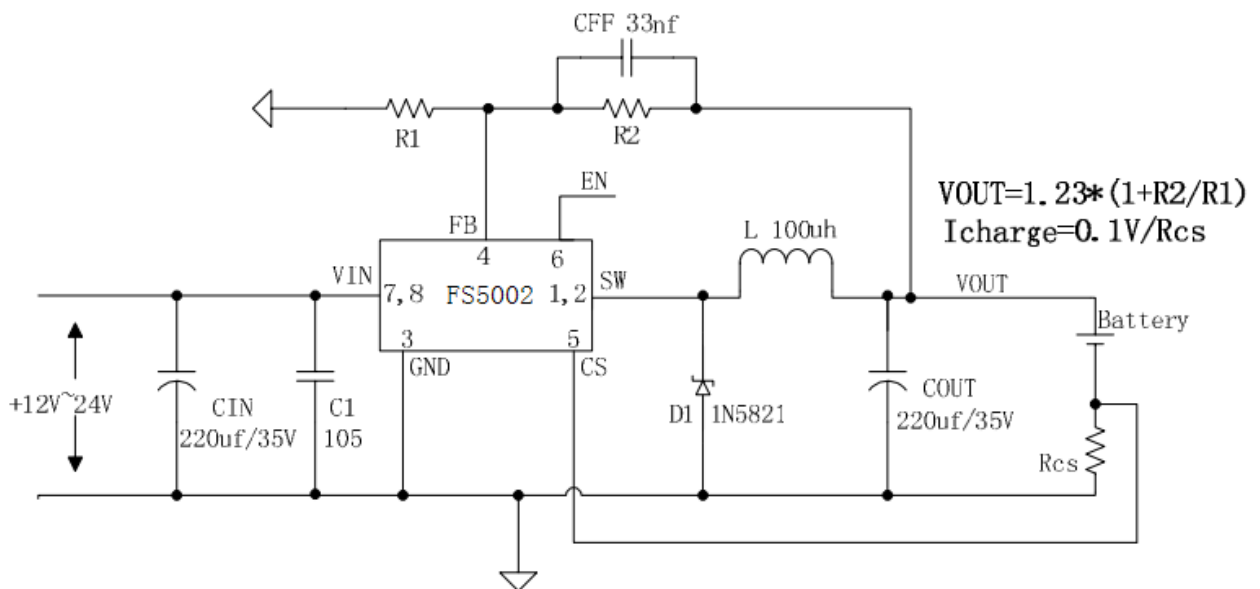 CFF 33nf
R1
R2
EN
VOUT=1.23*(1+R2/R1)
Icharge=0.1V/Rcs
FB
4
6
L 100uh
VIN
SW
VOUT
7,8
FS5002
1,2
Battery
3
5
GND
CS
+12V~24V
CIN
220uf/35V
C1
105
D1
1N5821
COUT
220uf/35V
Rcs